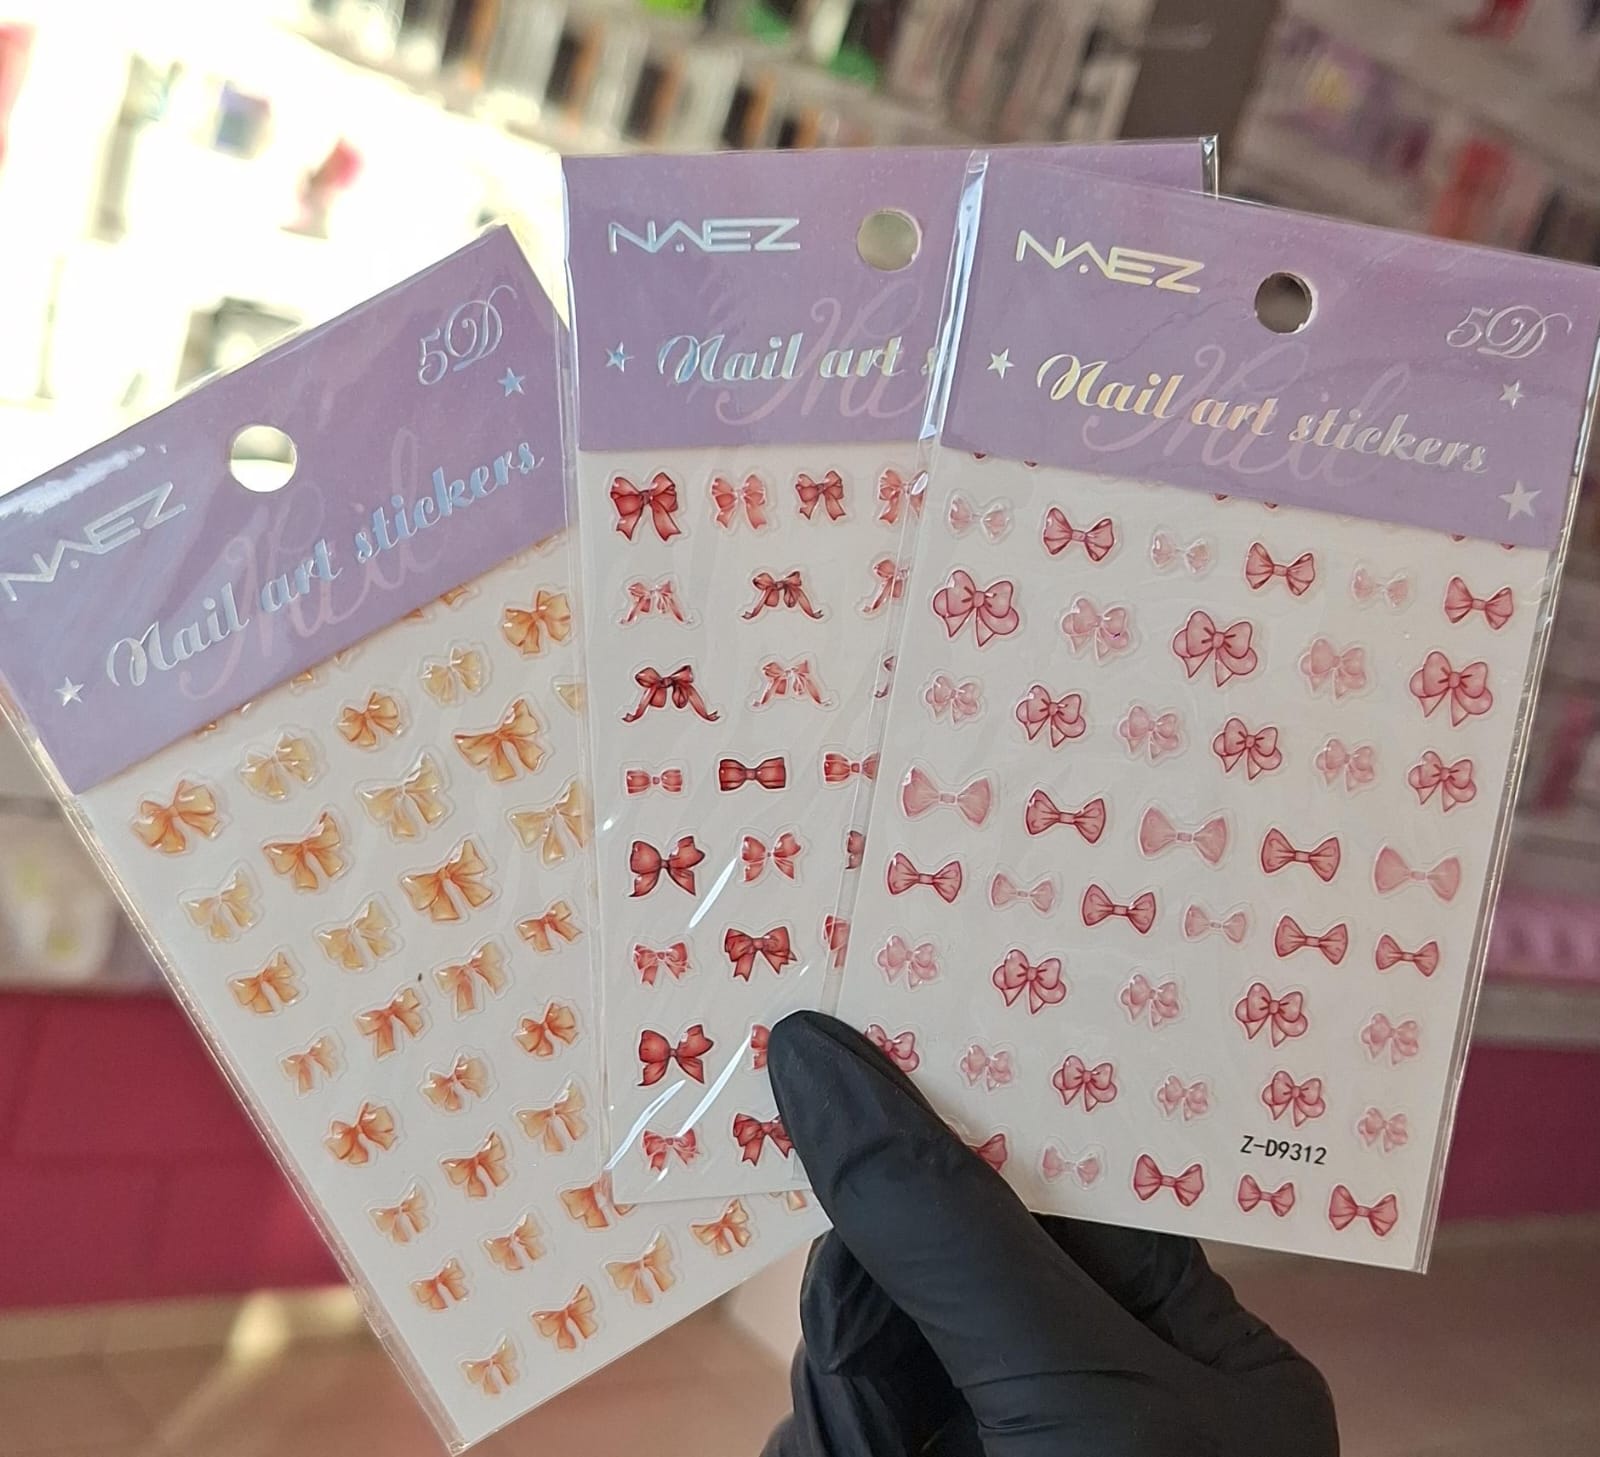 NAEZ
5D
Nail art stickers
NAEZ
Nail art s
NAEZ
5D
Nail art stickers
Z-D9312